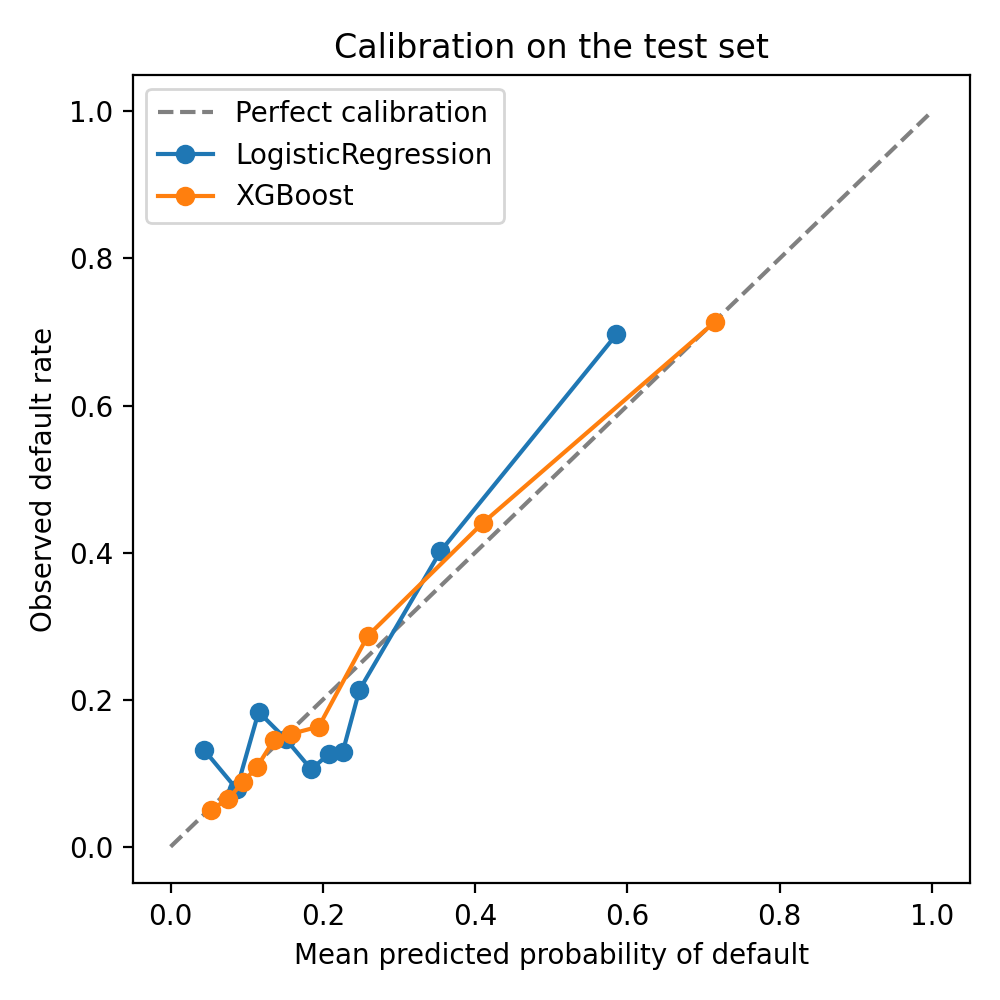 Calibration on the test set
Perfect calibration
LogisticRegression
XGBoost
1.0
0.8
0.6
0.4
0.2
0.0
Observed default rate
0.0 0.2 0.4 0.6 0.8 1.0
Mean predicted probability of default